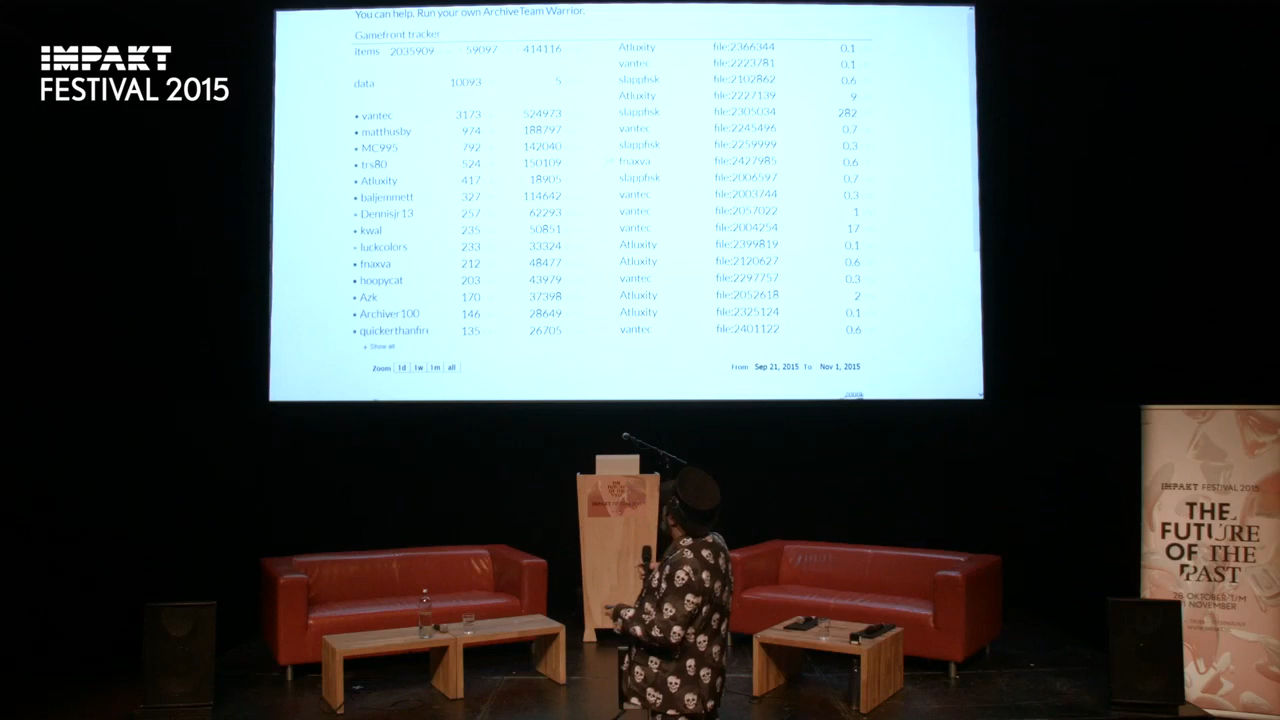 IMPAKT
FESTIVAL 2015
You can help. Run your own ArchiveTeam Warrior.
Gamefront tracker
items 2035909 59097 414116
data 10093 5
• vantec 3173 524973
• matthusby 974 188797
• MC995 792 142040
• trs80 524 150109
• Atluxity 417 18905
• baljemmett 327 114642
• Dennisjr13 257 62293
• kwal 235 50851
• luckcolors 233 33324
• fnaxva 212 48477
• hoopycat 203 43979
• Azk 170 37398
• Archiver100 146 28649
• quickerthanfire 135 26705
+ Show all
Atluxity file:2366344 0.1
vantec file:2223781 0.1
slappfisk file:2102862 0.6
Atluxity file:2227139 9
slappfisk file:2305034 282
vantec file:2245496 0.7
slappfisk file:2259999 0.3
fnaxva file:2427985 0.6
slappfisk file:2006597 0.7
vantec file:2003744 0.3
vantec file:2057022 1
vantec file:2004254 17
Atluxity file:2399819 0.1
Atluxity file:2120627 0.6
vantec file:2297757 0.3
Atluxity file:2052618 2
Atluxity file:2325124 0.1
vantec file:2401122 0.6
Zoom 1d 1w 1m all
From Sep 21, 2015 To Nov 1, 2015
IMPAKT FESTIVAL 2015
THE
FUTURE
OF THE
PAST
28 OKTOBER T/M
1 NOVEMBER